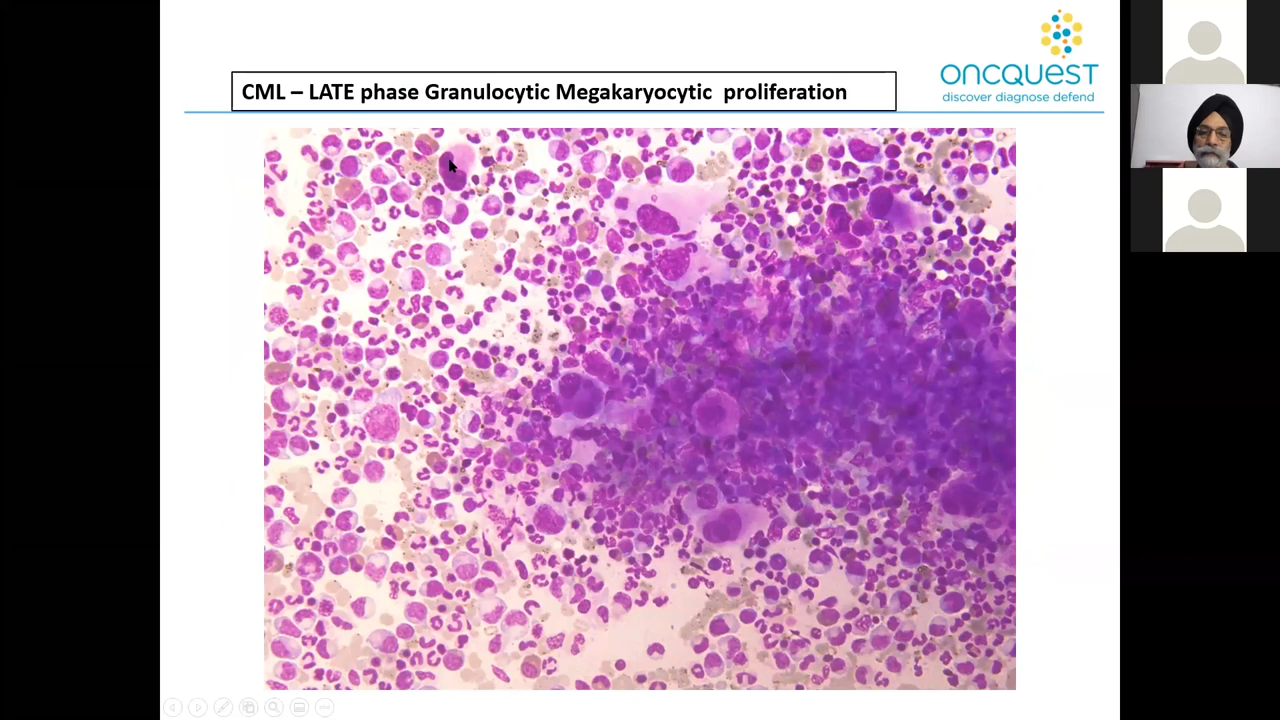 CML – LATE phase Granulocytic Megakaryocytic proliferation
oncquest
discover diagnose defend